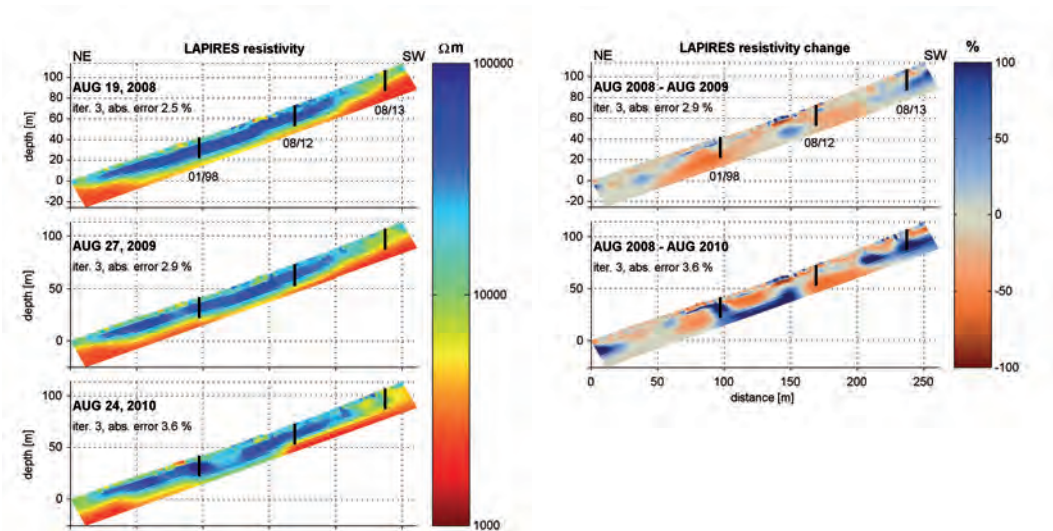 NE
LAPIRES resistivity
Ωm
100
80
60
40
20
0
-20
depth [m]
AUG 19, 2008
iter. 3, abs. error 2.5 %
01/98
08/12
08/13
100000
10000
1000
100
50
0
depth [m]
AUG 27, 2009
iter. 3, abs. error 2.9 %
100
50
0
depth [m]
AUG 24, 2010
iter. 3, abs. error 3.6 %
NE
LAPIRES resistivity change
SW
%
100
80
60
40
20
0
-20
depth [m]
AUG 2008 - AUG 2009
iter. 3, abs. error 2.9 %
01/98
08/12
08/13
100
50
0
-50
-100
100
50
0
depth [m]
AUG 2008 - AUG 2010
iter. 3, abs. error 3.6 %
0
50
100
150
200
250
distance [m]